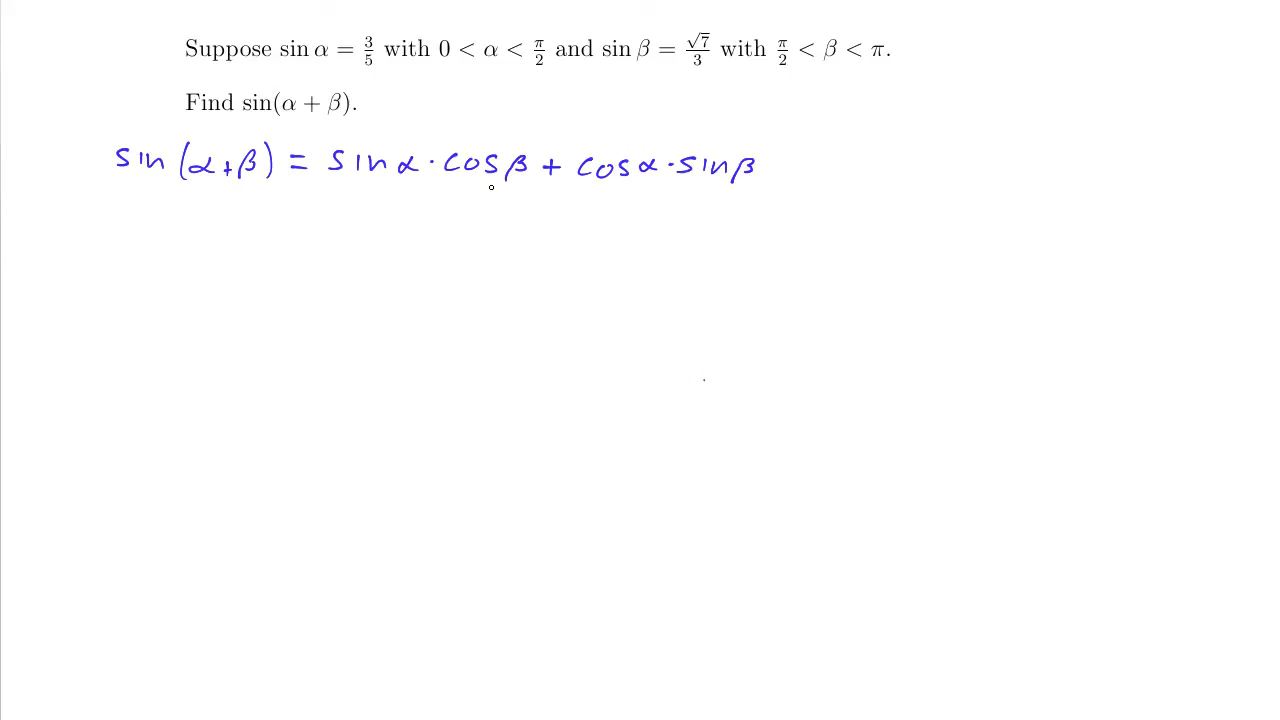 Suppose sin α = 3/5 with 0 < α < π/2 and sin β = √7/3 with π/2 < β < π.
Find sin(α + β).
sin (α+β) = sin α · cos β + cos α · sin β